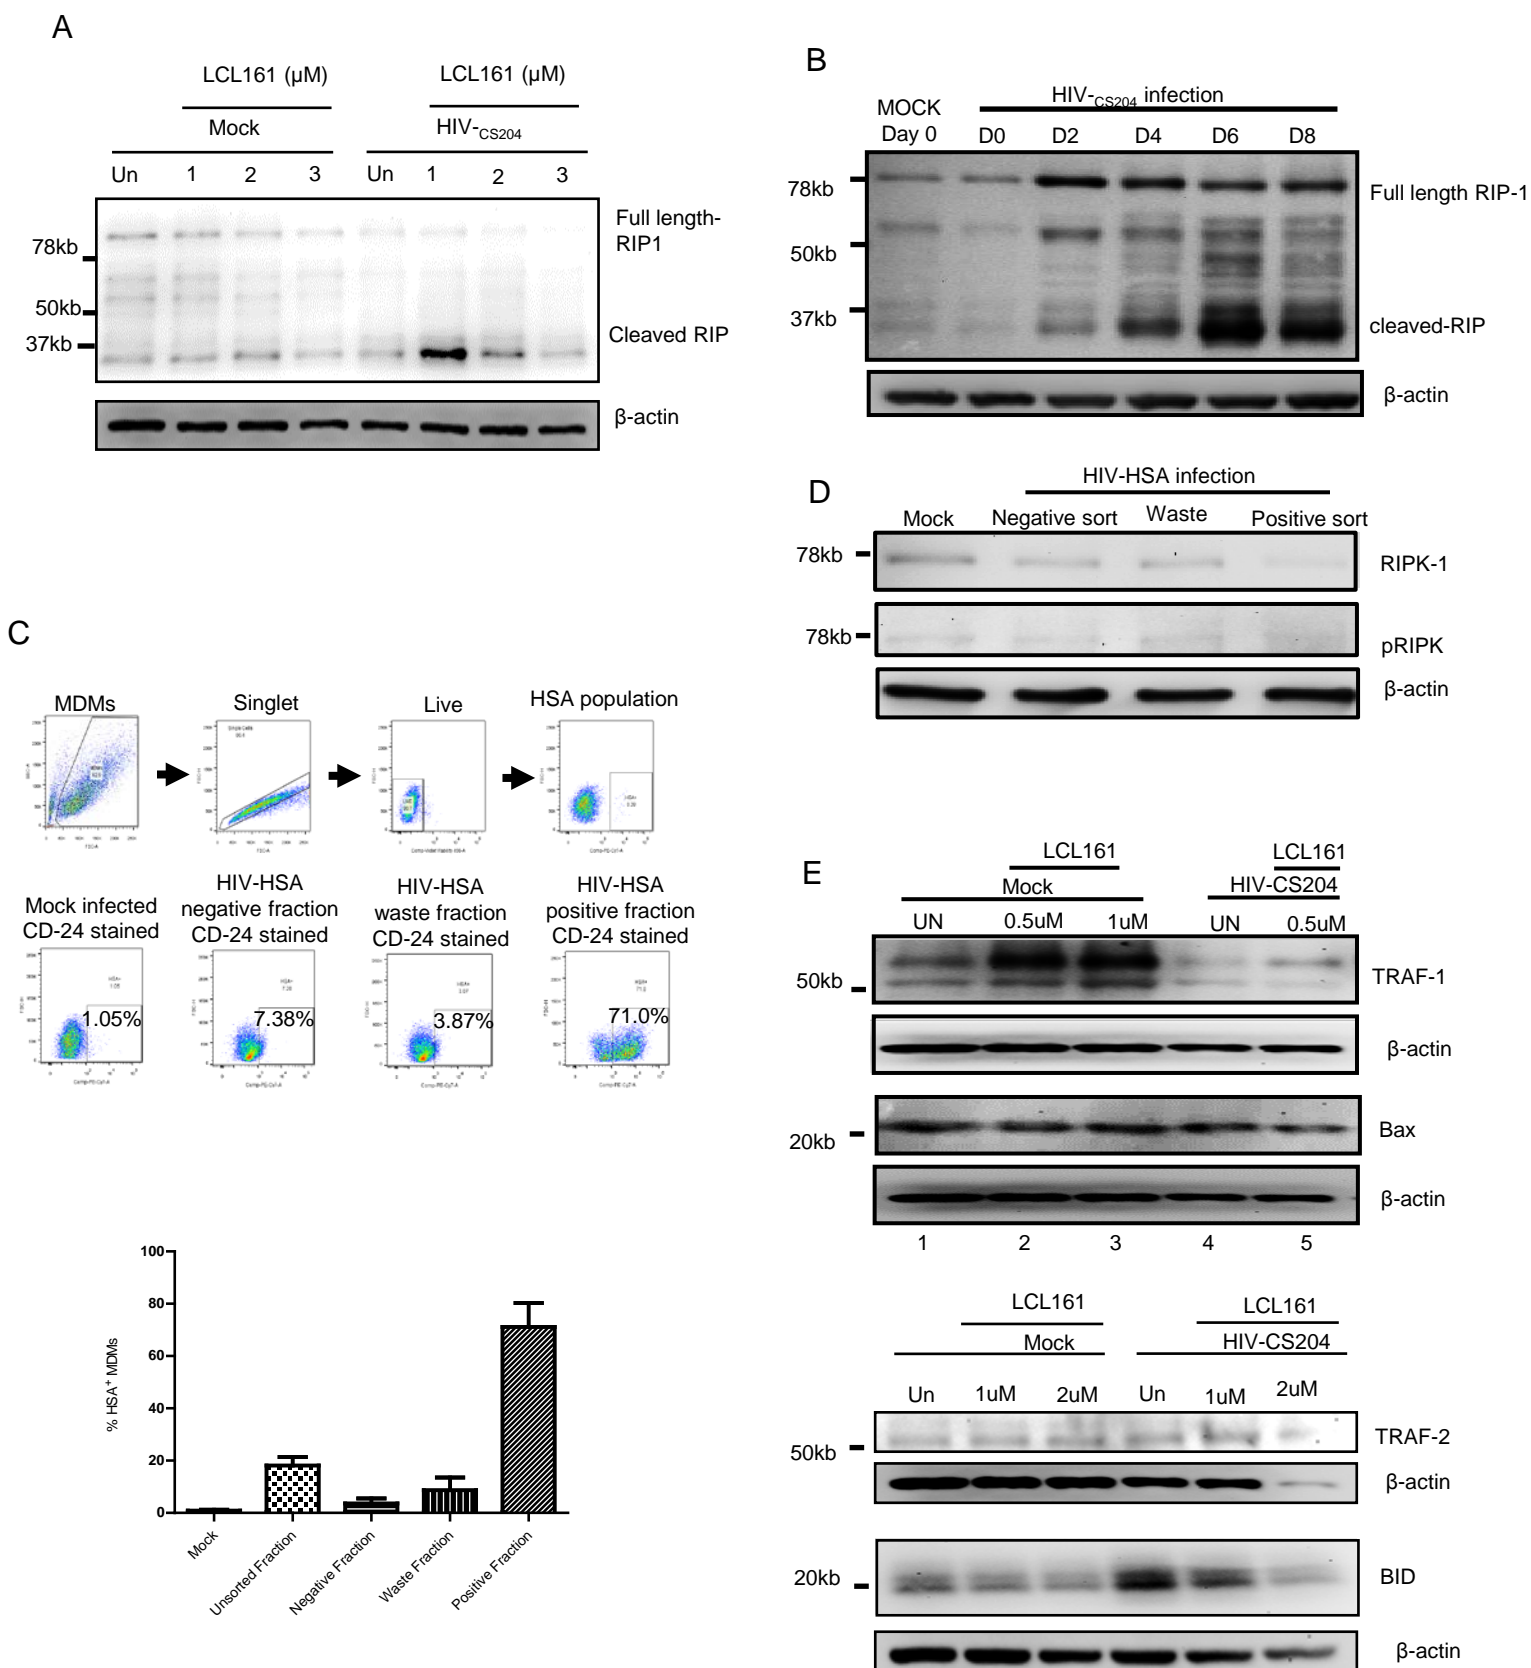 A
LCL161 (μM)
LCL161 (μM)
Mock
HIV-CS204
Un
1
2
3
Un
1
2
3
78kb
50kb
37kb
Full length-
RIP1
Cleaved RIP
β-actin
B
MOCK
Day 0
HIV-CS204 infection
D0
D2
D4
D6
D8
78kb
50kb
37kb
Full length RIP-1
cleaved-RIP
β-actin
C
MDMs
Singlet
Live
HSA population
Mock infected
CD-24 stained
HIV-HSA
negative fraction
CD-24 stained
HIV-HSA
waste fraction
CD-24 stained
HIV-HSA
positive fraction
CD-24 stained
1.05%
7.38%
3.87%
71.0%
% HSA+ MDMs
100
80
60
40
20
0
Mock
Unsorted Fraction
Negative Fraction
Waste Fraction
Positive Fraction
D
HIV-HSA infection
Mock
Negative sort
Waste
Positive sort
78kb
RIPK-1
78kb
pRIPK
β-actin
E
LCL161
LCL161
Mock
HIV-CS204
UN
0.5uM
1uM
UN
0.5uM
50kb
TRAF-1
β-actin
20kb
Bax
β-actin
1
2
3
4
5
LCL161
LCL161
Mock
HIV-CS204
Un
1uM
2uM
Un
1uM
2uM
50kb
TRAF-2
β-actin
20kb
BID
β-actin